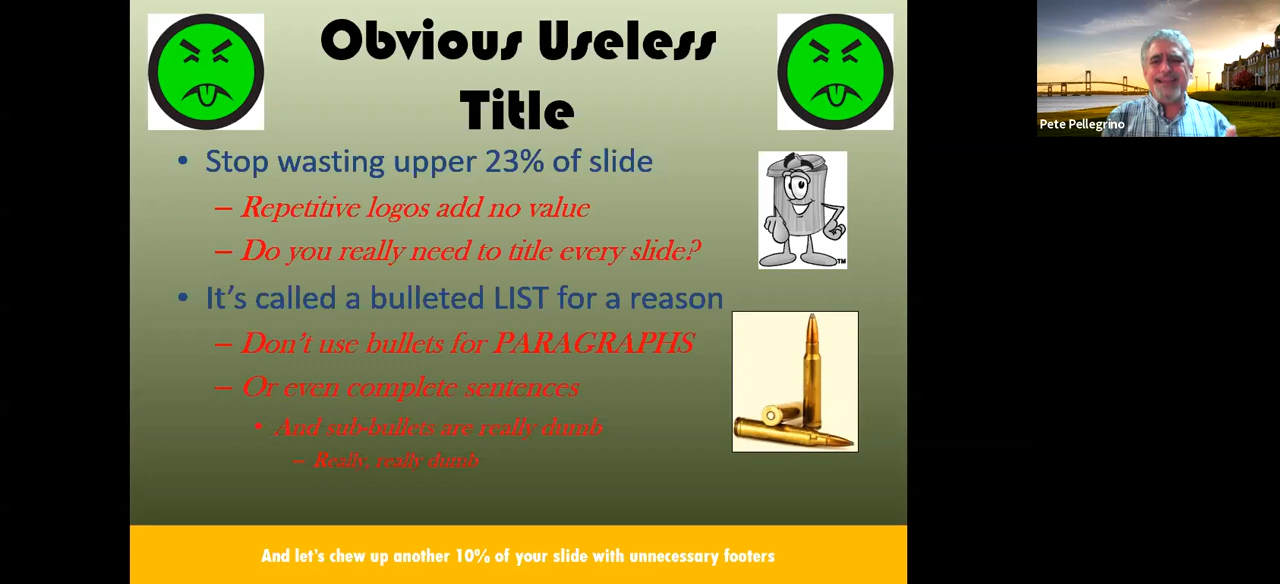 Obvious Useless
Title
• Stop wasting upper 23% of slide
– Repetitive logos add no value
– Do you really need to title every slide?
• It's called a bulleted LIST for a reason
– Don't use bullets for PARAGRAPHS
– Or even complete sentences
• And sub-bullets are really dumb
– Really, really dumb
And let's chew up another 10% of your slide with unnecessary footers
TM
Pete Pellegrino